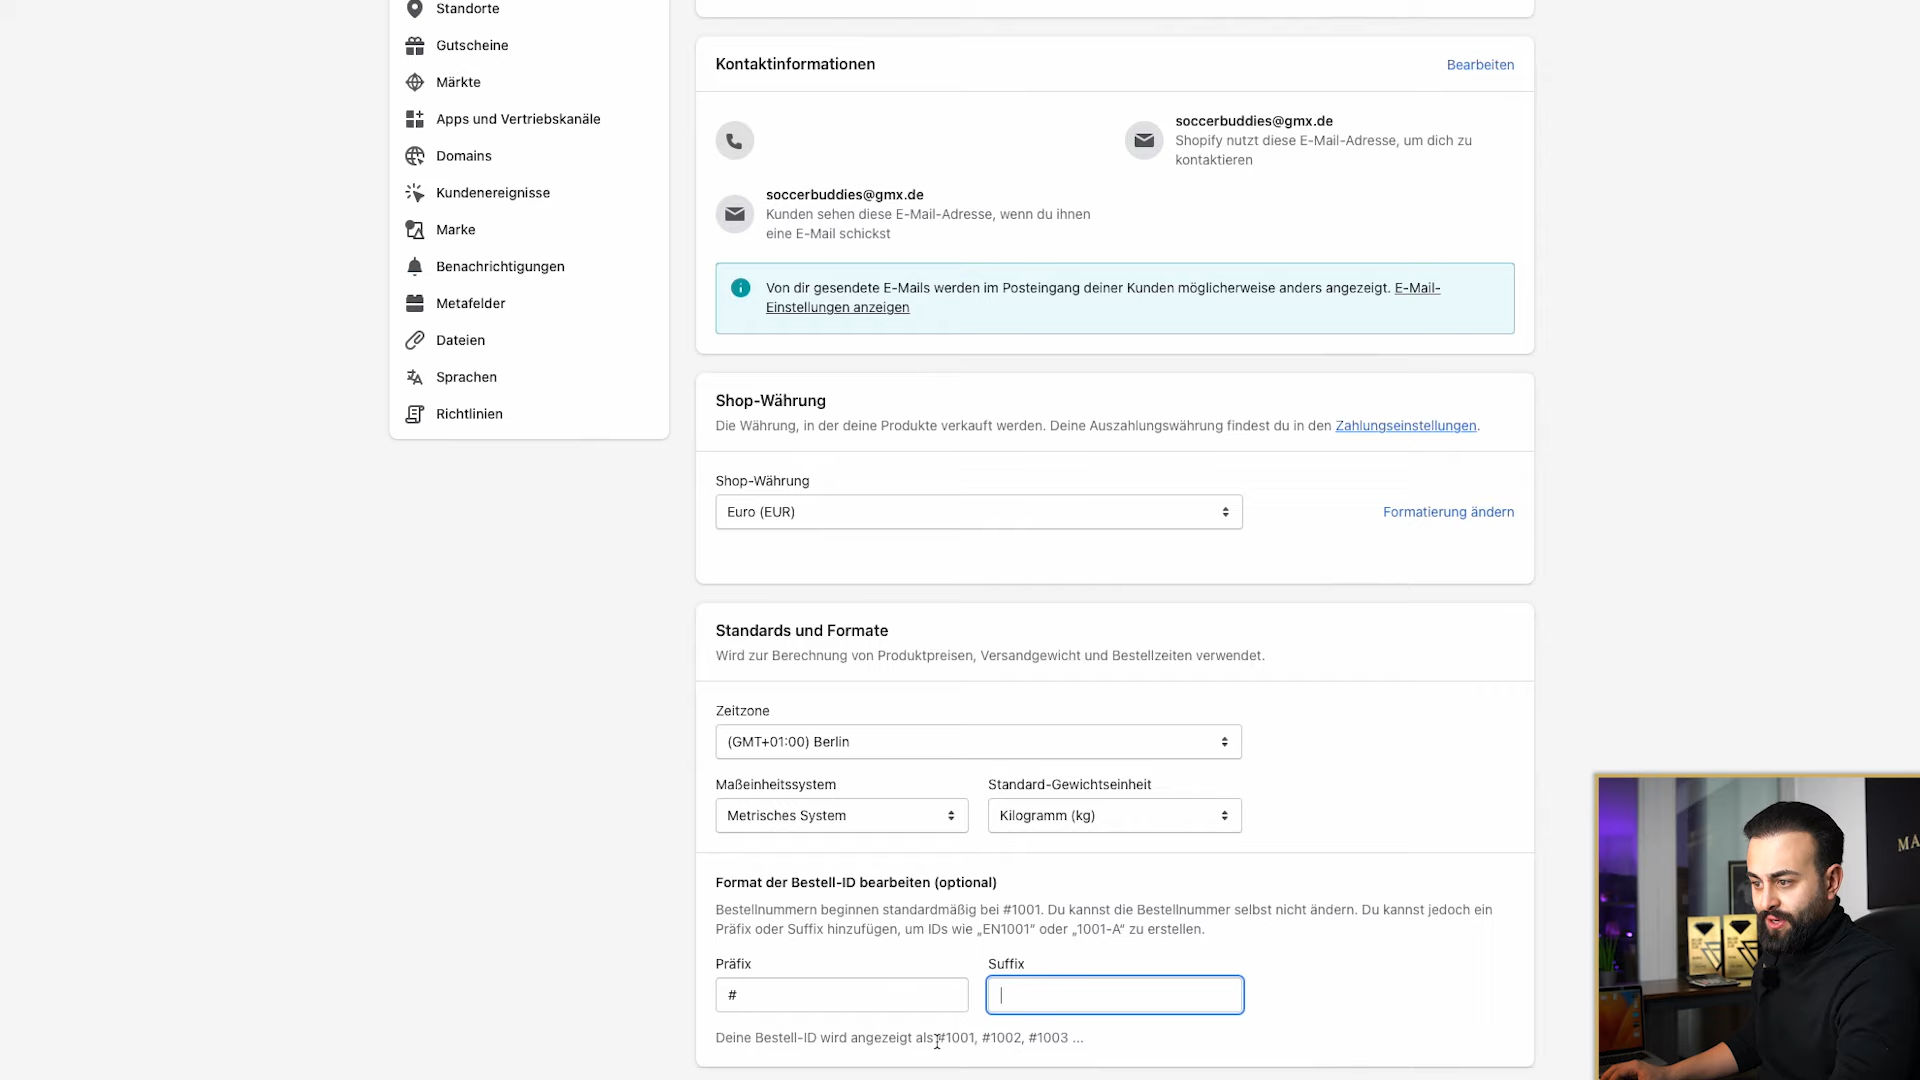 Standorte
Gutscheine
Märkte
Apps und Vertriebskanäle
Domains
Kundenereignisse
Marke
Benachrichtigungen
Metafelder
Dateien
Sprachen
Richtlinien
Kontaktinformationen
Bearbeiten
soccerbuddies@gmx.de
Shopify nutzt diese E-Mail-Adresse, um dich zu
kontaktieren
soccerbuddies@gmx.de
Kunden sehen diese E-Mail-Adresse, wenn du ihnen
eine E-Mail schickst
Von dir gesendete E-Mails werden im Posteingang deiner Kunden möglicherweise anders angezeigt. E-Mail-
Einstellungen anzeigen
Shop-Währung
Die Währung, in der deine Produkte verkauft werden. Deine Auszahlungswährung findest du in den Zahlungseinstellungen.
Shop-Währung
Euro (EUR)
Formatierung ändern
Standards und Formate
Wird zur Berechnung von Produktpreisen, Versandgewicht und Bestellzeiten verwendet.
Zeitzone
(GMT+01:00) Berlin
Maßeinheitssystem
Standard-Gewichtseinheit
Metrisches System
Kilogramm (kg)
Format der Bestell-ID bearbeiten (optional)
Bestellnummern beginnen standardmäßig bei #1001. Du kannst die Bestellnummer selbst nicht ändern. Du kannst jedoch ein
Präfix oder Suffix hinzufügen, um IDs wie „EN1001“ oder „1001-A“ zu erstellen.
Präfix
Suffix
#
Deine Bestell-ID wird angezeigt als #1001, #1002, #1003 ...